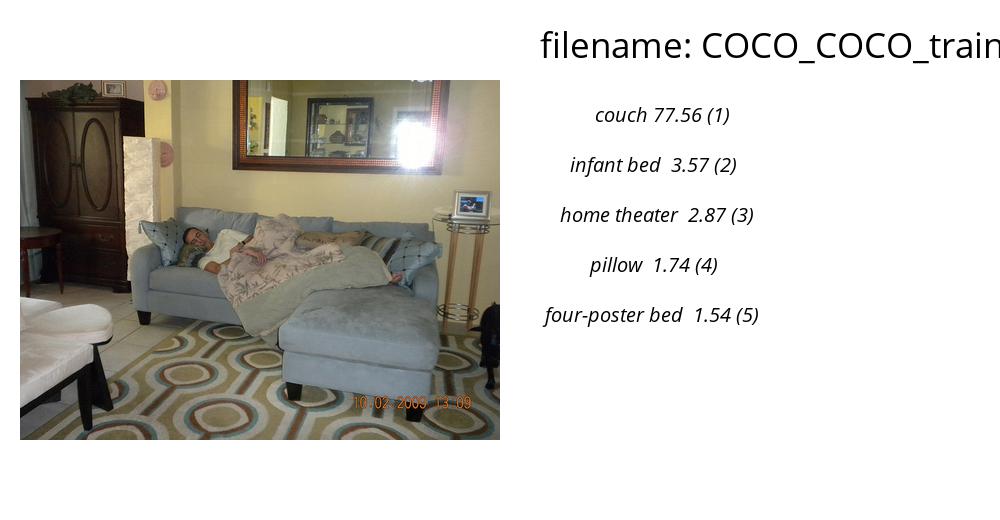 filename: COCO_COCO_train
couch 77.56 (1)
infant bed 3.57 (2)
home theater 2.87 (3)
pillow 1.74 (4)
four-poster bed 1.54 (5)
10.02.2009 13:09